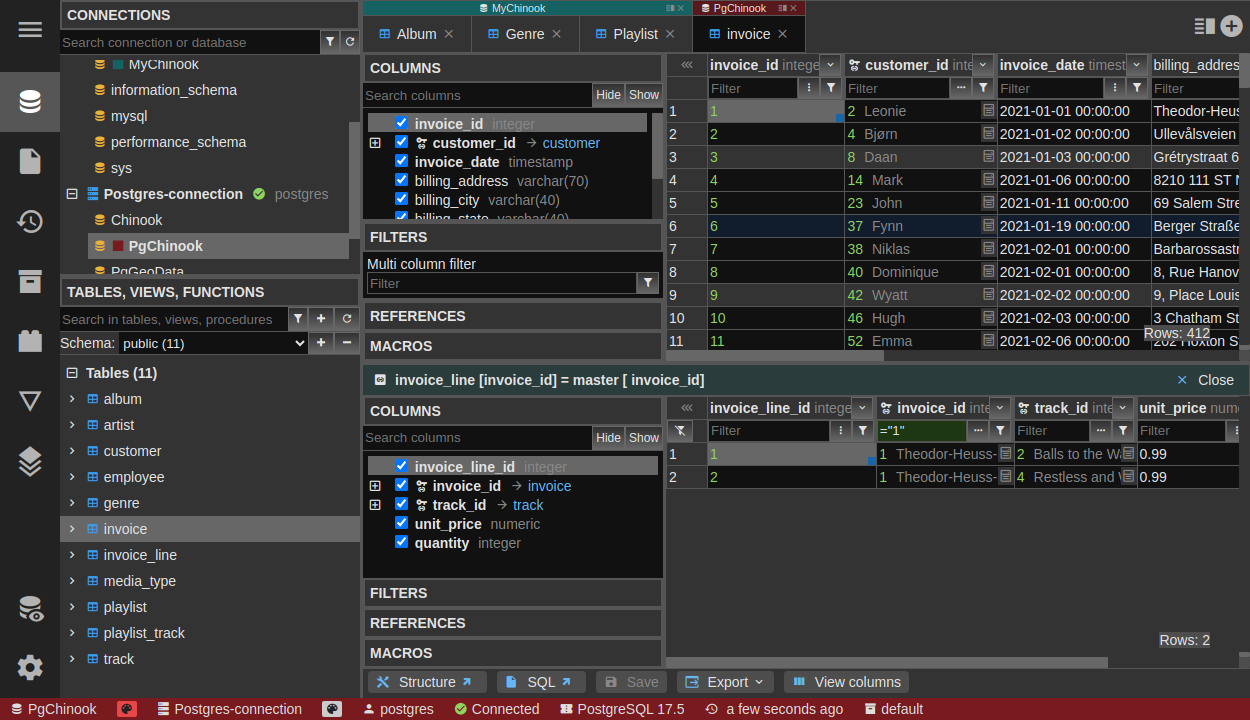 CONNECTIONS
Search connection or database
MyChinook
information_schema
mysql
performance_schema
sys
Postgres-connection postgres
Chinook
PgChinook
PgGeoData
TABLES, VIEWS, FUNCTIONS
Search in tables, views, procedures
Schema: public (11)
Tables (11)
album
artist
customer
employee
genre
invoice
invoice_line
media_type
playlist
playlist_track
track
MyChinook
PgChinook
Album
Genre
Playlist
invoice
COLUMNS
Search columns Hide Show
invoice_id integer
customer_id customer
invoice_date timestamp
billing_address varchar(70)
billing_city varchar(40)
billing_state varchar(40)
FILTERS
Multi column filter
Filter
REFERENCES
MACROS
invoice_id intege customer_id inte invoice_date timest billing_addres
Filter Filter Filter Filter
1 1 2 Leonie 2021-01-01 00:00:00 Theodor-Heus
2 2 4 Bjørn 2021-01-02 00:00:00 Ullevålsveien
3 3 8 Daan 2021-01-03 00:00:00 Grétrystraat 6
4 4 14 Mark 2021-01-06 00:00:00 8210 111 ST N
5 5 23 John 2021-01-11 00:00:00 69 Salem Stre
6 6 37 Fynn 2021-01-19 00:00:00 Berger Straße
7 7 38 Niklas 2021-02-01 00:00:00 Barbarossastr
8 8 40 Dominique 2021-02-01 00:00:00 8, Rue Hanov
9 9 42 Wyatt 2021-02-02 00:00:00 9, Place Louis
10 10 46 Hugh 2021-02-03 00:00:00 3 Chatham St
11 11 52 Emma 2021-02-06 00:00:00 202 Hoxton S
Rows: 412
invoice_line [invoice_id] = master [ invoice_id] Close
COLUMNS
Search columns Hide Show
invoice_line_id integer
invoice_id invoice
track_id track
unit_price numeric
quantity integer
FILTERS
REFERENCES
MACROS
invoice_line_id intege invoice_id inte track_id inte unit_price nume
Filter ="1" Filter Filter
1 1 1 Theodor-Heuss- 2 Balls to the Wa 0.99
2 2 1 Theodor-Heuss- 4 Restless and W 0.99
Rows: 2
Structure SQL Save Export View columns
PgChinook Postgres-connection postgres Connected PostgreSQL 17.5 a few seconds ago default